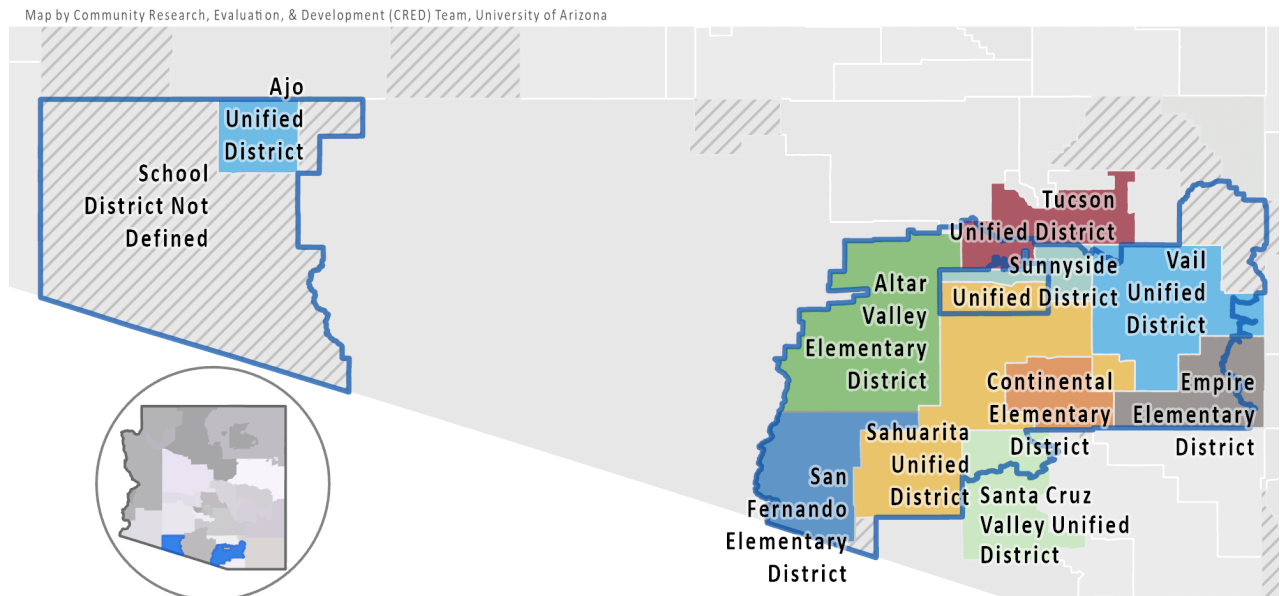 Map by Community Research, Evaluation, & Development (CRED) Team, University of Arizona
Ajo
Unified
District
School
District Not
Defined
Tucson
Unified District
Sunnyside
Unified District
Vail
Unified
District
Altar
Valley
Elementary
District
Continental
Elementary
District
Empire
Elementary
District
Sahuarita
Unified
District
San
Fernando
Elementary
District
Santa Cruz
Valley Unified
District